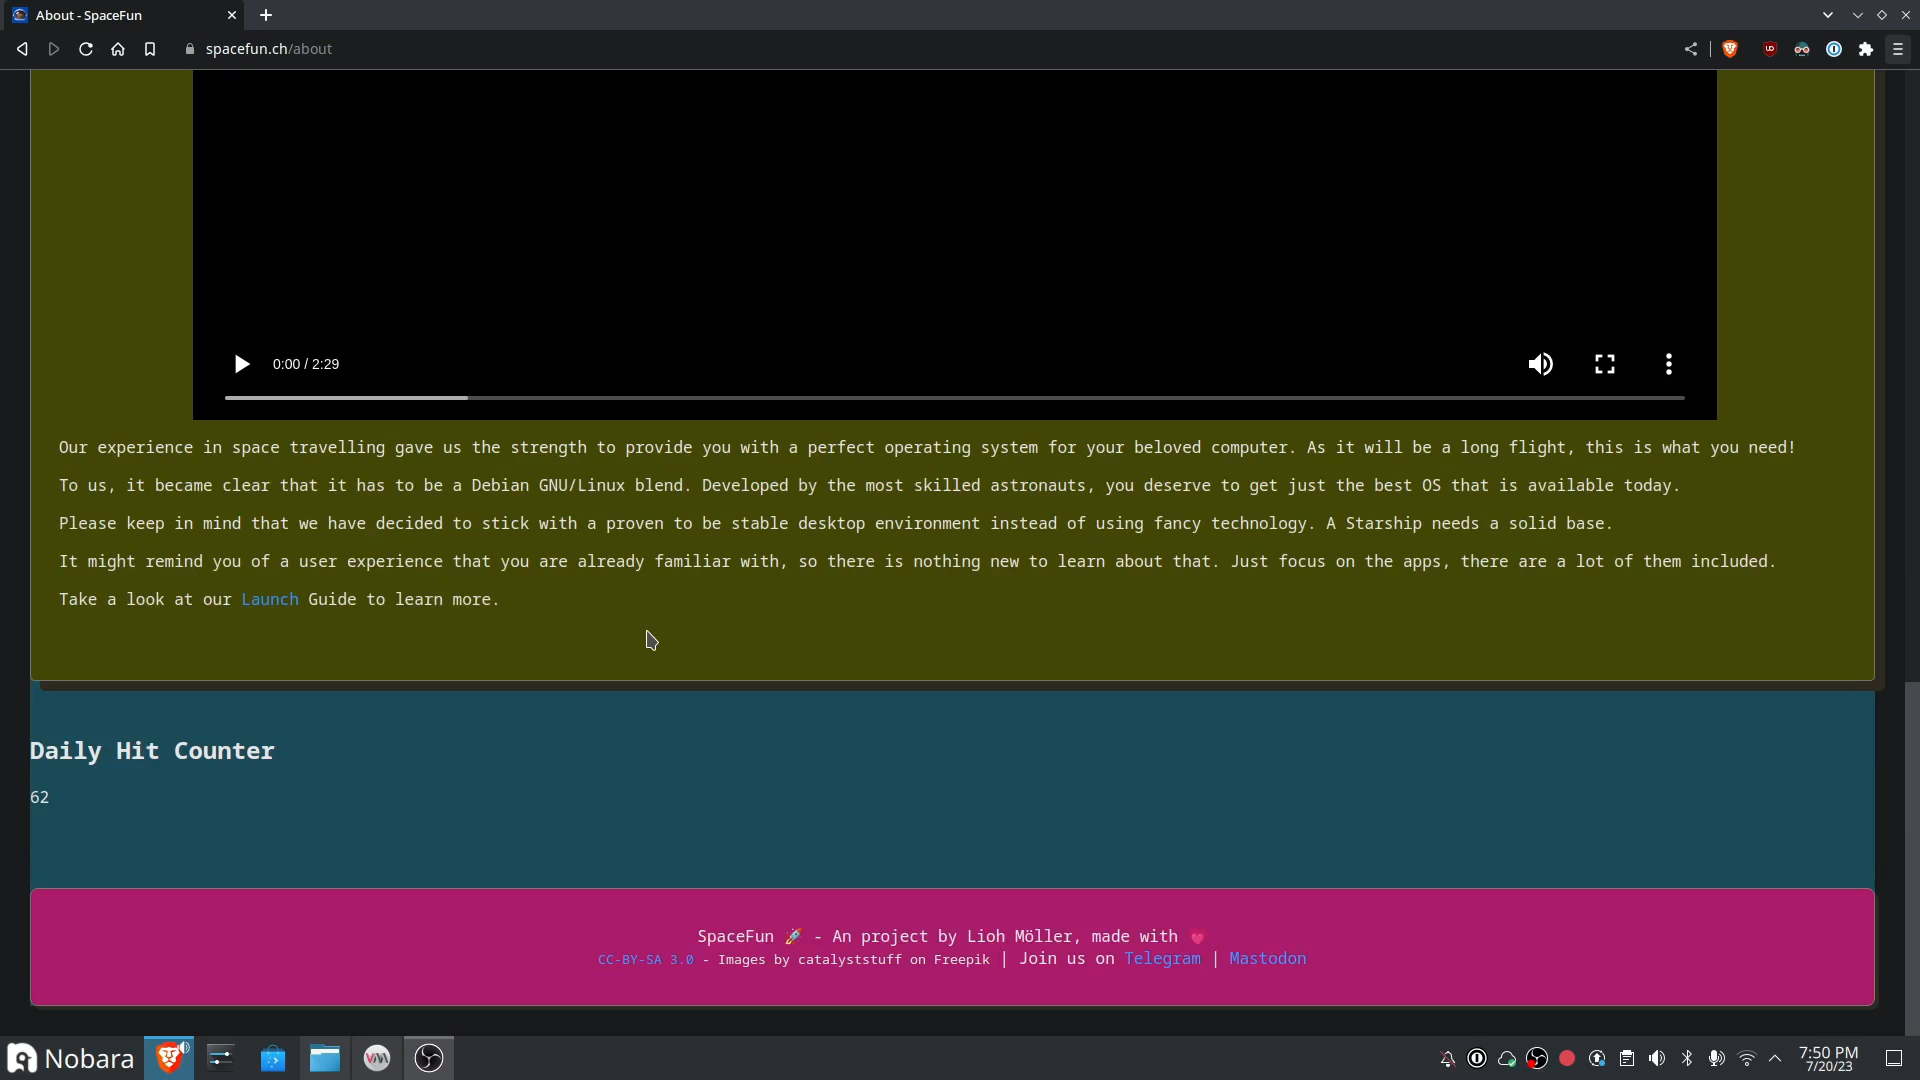 About - SpaceFun
spacefun.ch/about
0:00 / 2:29
Our experience in space travelling gave us the strength to provide you with a perfect operating system for your beloved computer. As it will be a long flight, this is what you need!
To us, it became clear that it has to be a Debian GNU/Linux blend. Developed by the most skilled astronauts, you deserve to get just the best OS that is available today.
Please keep in mind that we have decided to stick with a proven to be stable desktop environment instead of using fancy technology. A Starship needs a solid base.
It might remind you of a user experience that you are already familiar with, so there is nothing new to learn about that. Just focus on the apps, there are a lot of them included.
Take a look at our Launch Guide to learn more.
Daily Hit Counter
62
SpaceFun 🚀 - An project by Lioh Möller, made with 💗
CC-BY-SA 3.0 - Images by catalyststuff on Freepik | Join us on Telegram | Mastodon
Nobara
7:50 PM
7/20/23